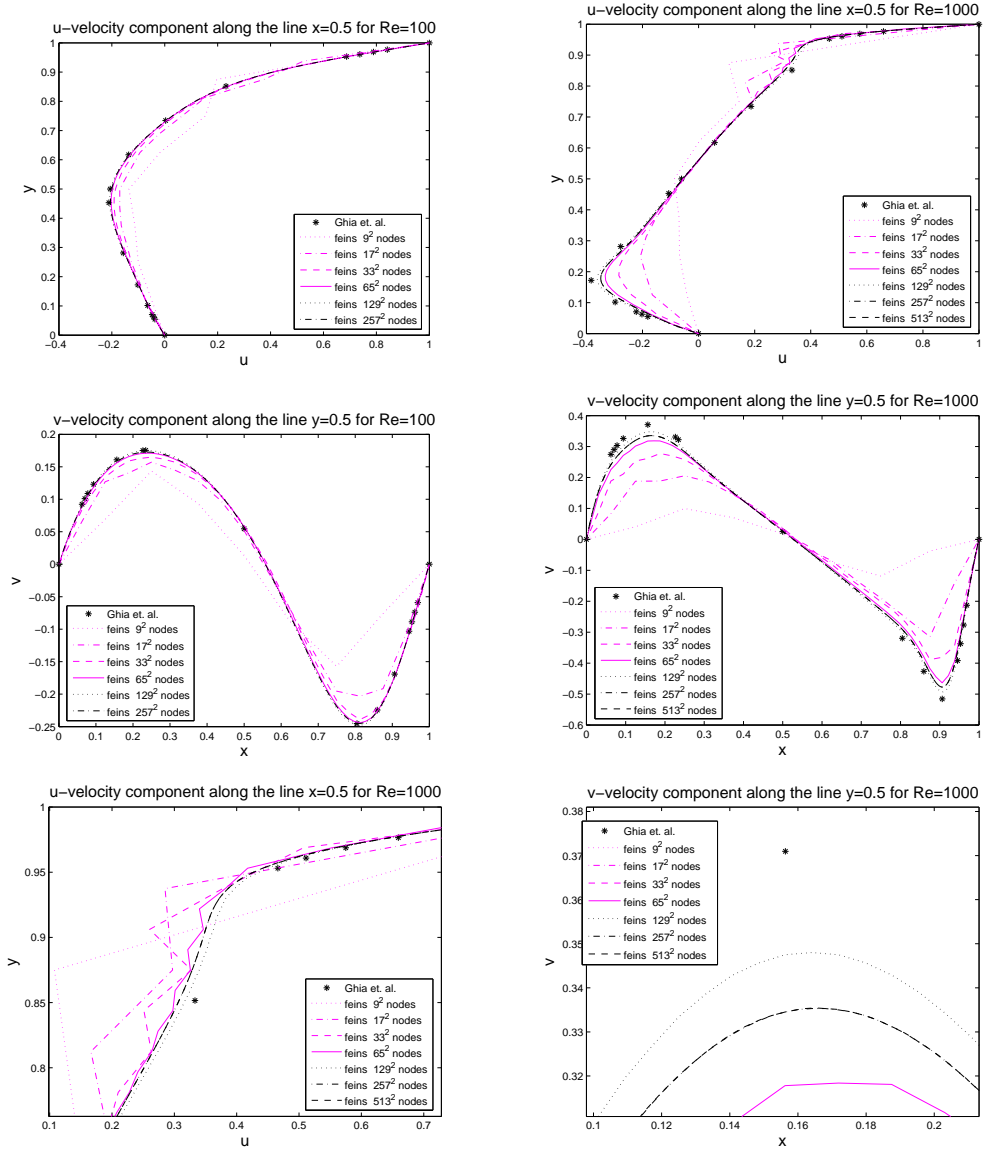 u−velocity component along the line x=0.5 for Re=100
1
0.9
0.8
0.7
0.6
0.5
0.4
0.3
0.2
0.1
0
y
−0.4 −0.2 0 0.2 0.4 0.6 0.8 1
u
Ghia et. al.
feins 9² nodes
feins 17² nodes
feins 33² nodes
feins 65² nodes
feins 129² nodes
feins 257² nodes
u−velocity component along the line x=0.5 for Re=1000
1
0.9
0.8
0.7
0.6
0.5
0.4
0.3
0.2
0.1
0
y
−0.4 −0.2 0 0.2 0.4 0.6 0.8 1
u
Ghia et. al.
feins 9² nodes
feins 17² nodes
feins 33² nodes
feins 65² nodes
feins 129² nodes
feins 257² nodes
feins 513² nodes
v−velocity component along the line y=0.5 for Re=100
0.2
0.15
0.1
0.05
0
−0.05
−0.1
−0.15
−0.2
−0.25
v
0 0.1 0.2 0.3 0.4 0.5 0.6 0.7 0.8 0.9 1
x
Ghia et. al.
feins 9² nodes
feins 17² nodes
feins 33² nodes
feins 65² nodes
feins 129² nodes
feins 257² nodes
v−velocity component along the line y=0.5 for Re=1000
0.4
0.3
0.2
0.1
0
−0.1
−0.2
−0.3
−0.4
−0.5
−0.6
v
0 0.1 0.2 0.3 0.4 0.5 0.6 0.7 0.8 0.9 1
x
Ghia et. al.
feins 9² nodes
feins 17² nodes
feins 33² nodes
feins 65² nodes
feins 129² nodes
feins 257² nodes
feins 513² nodes
u−velocity component along the line x=0.5 for Re=1000
1
0.95
0.9
0.85
0.8
y
0.1 0.2 0.3 0.4 0.5 0.6 0.7
u
Ghia et. al.
feins 9² nodes
feins 17² nodes
feins 33² nodes
feins 65² nodes
feins 129² nodes
feins 257² nodes
feins 513² nodes
v−velocity component along the line y=0.5 for Re=1000
0.38
0.37
0.36
0.35
0.34
0.33
0.32
v
0.1 0.12 0.14 0.16 0.18 0.2
x
Ghia et. al.
feins 9² nodes
feins 17² nodes
feins 33² nodes
feins 65² nodes
feins 129² nodes
feins 257² nodes
feins 513² nodes